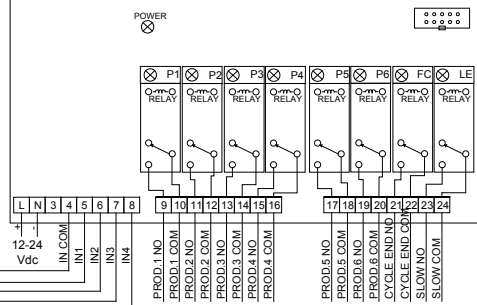 POWER
P1
P2
P3
P4
P5
P6
FC
LE
RELAY
RELAY
RELAY
RELAY
RELAY
RELAY
RELAY
RELAY
L N 3 4 5 6 7 8
9 10 11 12 13 14 15 16
17 18 19 20 21 22 23 24
+ -
12-24
Vdc
IN COM
IN1
IN2
IN3
IN4
PROD.1 NO
PROD.1 COM
PROD.2 NO
PROD.2 COM
PROD.3 NO
PROD.3 COM
PROD.4 NO
PROD.4 COM
PROD.5 NO
PROD.5 COM
PROD.6 NO
PROD.6 COM
CYCLE END NO
CYCLE END COM
SLOW NO
SLOW COM